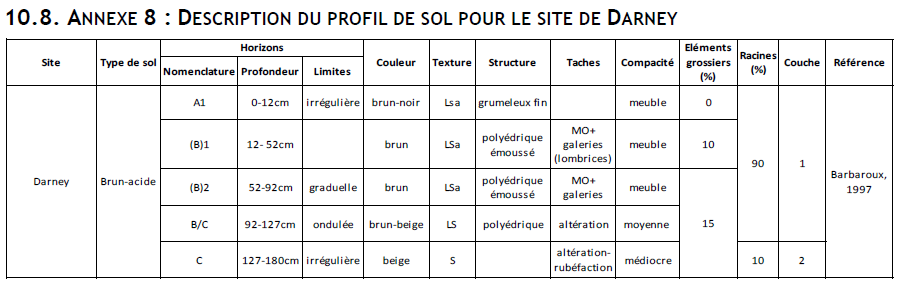 10.8. ANNEXE 8 : DESCRIPTION DU PROFIL DE SOL POUR LE SITE DE DARNEY
Site Type de sol Horizons Couleur Texture Structure Taches Compacité Eléments grossiers (%) Racines (%) Couche Référence
Nomenclature Profondeur Limites
A1 0-12cm irrégulière brun-noir Lsa grumeleux fin meuble 0
(B)1 12- 52cm brun LSa polyédrique émoussé MO+ galeries (lombrices) meuble 10
Darney Brun-acide (B)2 52-92cm graduelle brun LSa polyédrique émoussé MO+ galeries meuble 90 1 Barbaroux, 1997
B/C 92-127cm ondulée brun-beige LS polyédrique altération moyenne 15
C 127-180cm irrégulière beige S altération-rubéfaction médiocre 10 2